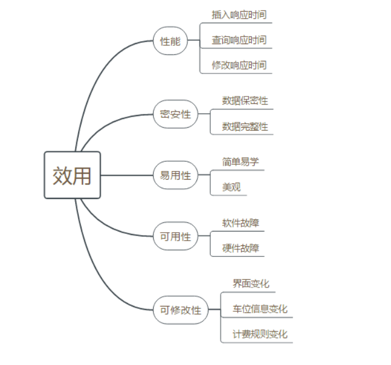 效用
性能
插入响应时间
查询响应时间
修改响应时间
密安性
数据保密性
数据完整性
易用性
简单易学
美观
可用性
软件故障
硬件故障
可修改性
界面变化
车位信息变化
计费规则变化